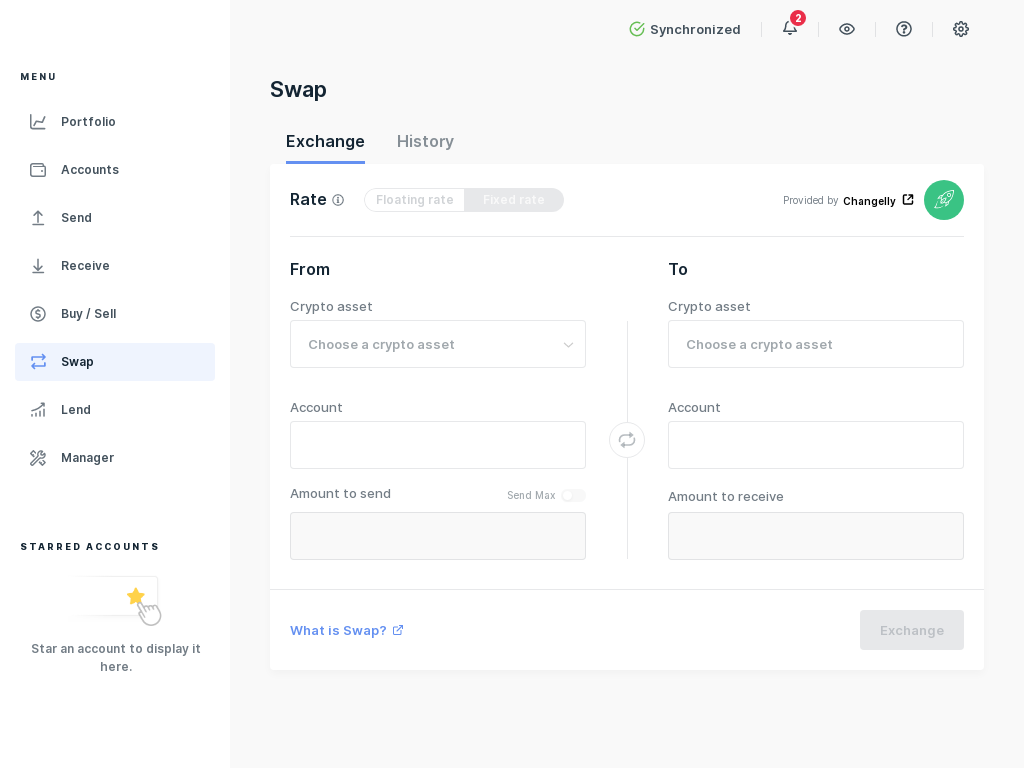 Synchronized
2
MENU
Portfolio
Accounts
Send
Receive
Buy / Sell
Swap
Lend
Manager
STARRED ACCOUNTS
Star an account to display it
here.
Swap
Exchange
History
Rate
Floating rate
Fixed rate
Provided by Changelly
From
Crypto asset
Choose a crypto asset
Account
Amount to send
Send Max
To
Crypto asset
Choose a crypto asset
Account
Amount to receive
What is Swap?
Exchange